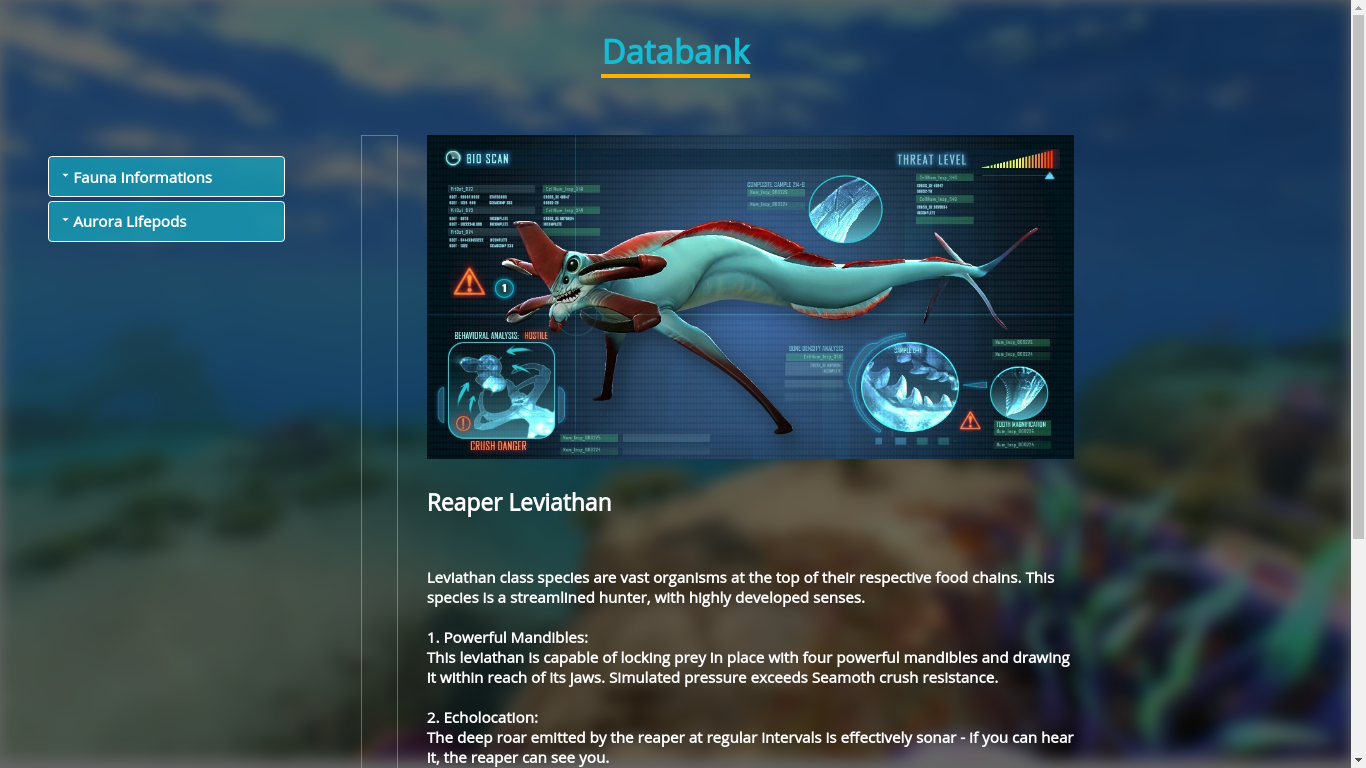 Databank
Fauna Informations
Aurora Lifepods
BIO SCAN
THREAT LEVEL
1
BEHAVIORAL ANALYSIS: HOSTILE
CRUSH DANGER
BONE DENSITY ANALYSIS
TOOTH MAGNIFICATION
Reaper Leviathan
Leviathan class species are vast organisms at the top of their respective food chains. This
species is a streamlined hunter, with highly developed senses.
1. Powerful Mandibles:
This leviathan is capable of locking prey in place with four powerful mandibles and drawing
it within reach of its jaws. Simulated pressure exceeds Seamoth crush resistance.
2. Echolocation:
The deep roar emitted by the reaper at regular intervals is effectively sonar - if you can hear
it, the reaper can see you.